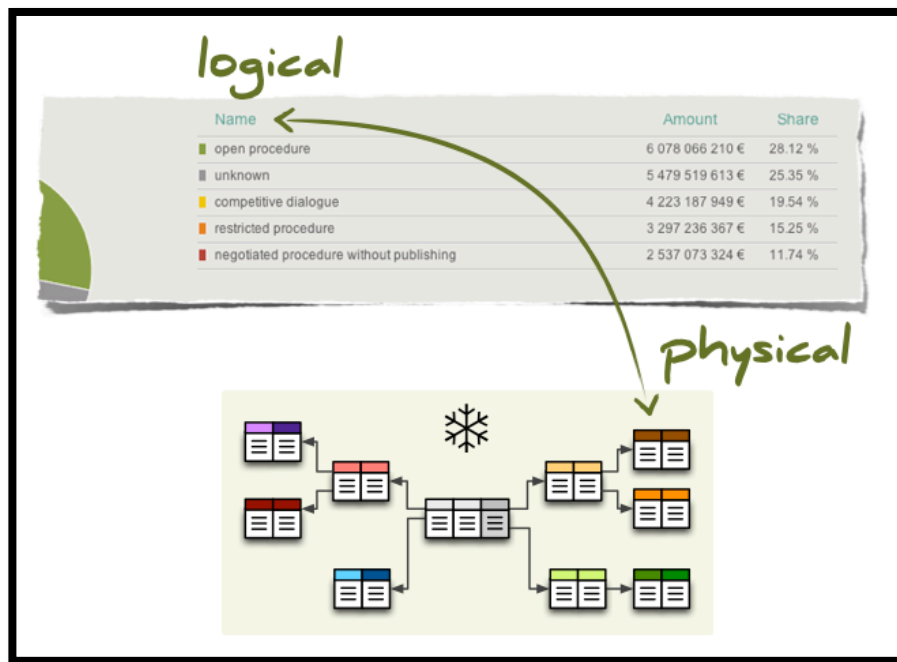 logical
Name Amount Share
open procedure 6 078 066 210 € 28.12 %
unknown 5 479 519 613 € 25.35 %
competitive dialogue 4 223 187 949 € 19.54 %
restricted procedure 3 297 236 367 € 15.25 %
negotiated procedure without publishing 2 537 073 324 € 11.74 %
physical